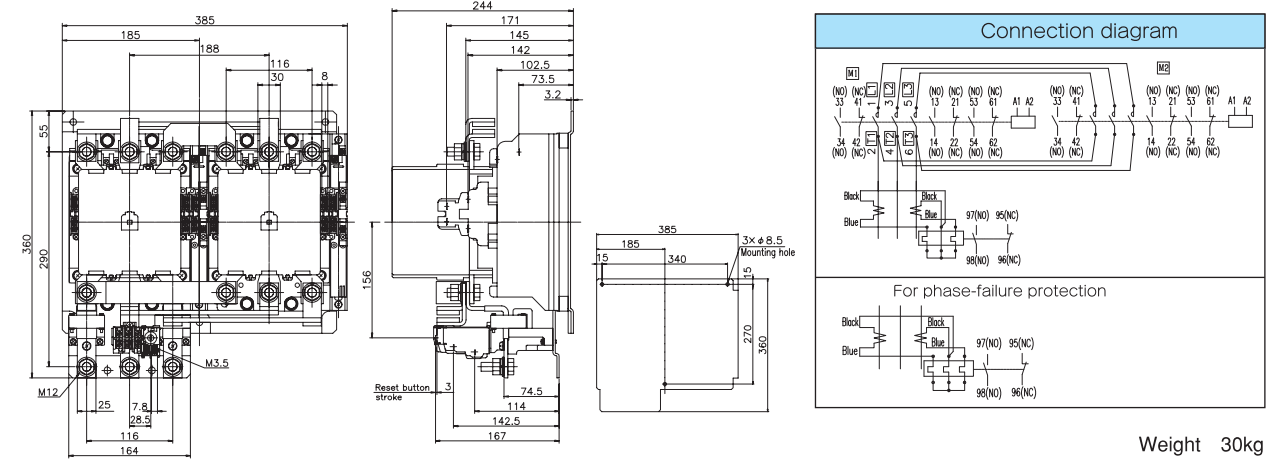 385
185
188
116
30
8
55
360
290
M3.5
M12
25
7.8
28.5
116
164
244
171
145
142
102.5
73.5
3.2
156
Reset button
stroke
3
74.5
114
142.5
167
385
185
3×φ8.5
Mounting hole
15
340
15
270
360
Connection diagram
M1
M2
(NO) (NC)
33 41
1 L1
3 L2
5 L3
(NO) (NC) (NO) (NC)
13 21 53 61
A1 A2
(NO) (NC)
33 41
(NO) (NC) (NO) (NC)
13 21 53 61
A1 A2
34 42
(NO) (NC)
2 T1
4 T2
6 T3
14 22 54 62
(NO) (NC) (NO) (NC)
34 42
(NO) (NC)
14 22 54 62
(NO) (NC) (NO) (NC)
Black
Black
Blue
Blue
97(NO) 95(NC)
98(NO) 96(NC)
For phase-failure protection
Black
Black
Blue
Blue
97(NO) 95(NC)
98(NO) 96(NC)
Weight 30kg